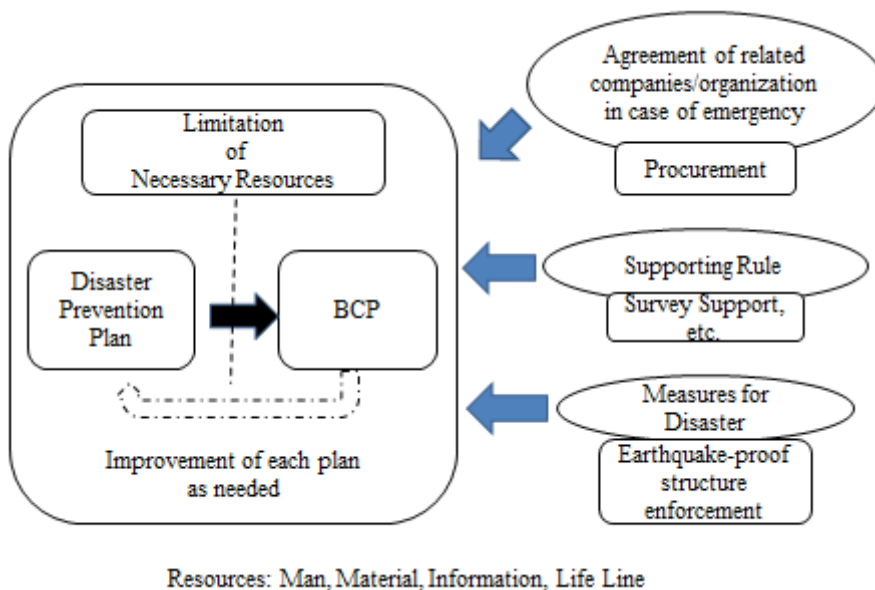 Limitation
of
Necessary Resources
Disaster
Prevention
Plan
BCP
Improvement of each plan
as needed
Agreement of related
companies/organization
in case of emergency
Procurement
Supporting Rule
Survey Support,
etc.
Measures for
Disaster
Earthquake-proof
structure
enforcement
Resources: Man, Material, Information, Life Line